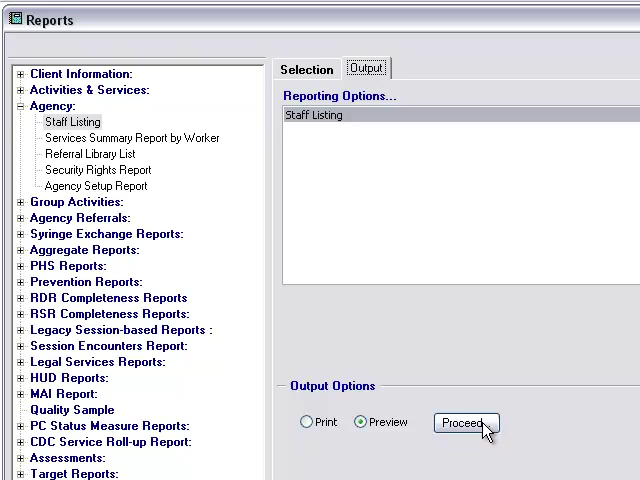 Reports
Client Information:
Activities & Services:
Agency:
Staff Listing
Services Summary Report by Worker
Referral Library List
Security Rights Report
Agency Setup Report
Group Activities:
Agency Referrals:
Syringe Exchange Reports:
Aggregate Reports:
PHS Reports:
Prevention Reports:
RDR Completeness Reports
RSR Completeness Reports:
Legacy Session-based Reports :
Session Encounters Report:
Legal Services Reports:
HUD Reports:
MAI Report:
Quality Sample
PC Status Measure Reports:
CDC Service Roll-up Report:
Assessments:
Target Reports:
Selection Output
Reporting Options...
Staff Listing
Output Options
Print Preview Proceed